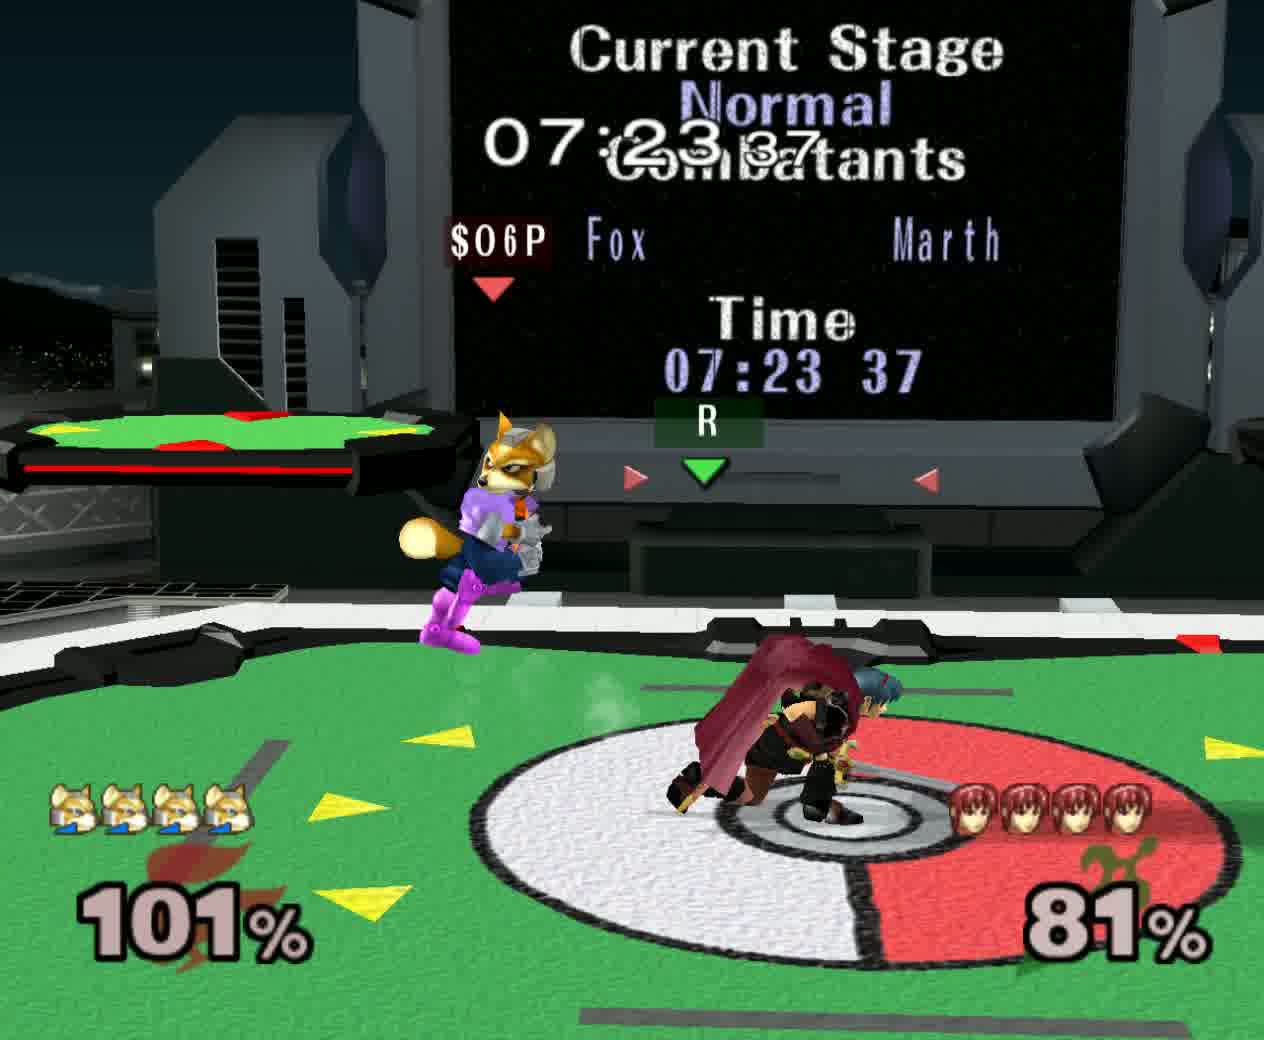 Current Stage
Normal
07:23 37
Combatants
$06P Fox Marth
Time
07:23 37
R
101% 81%